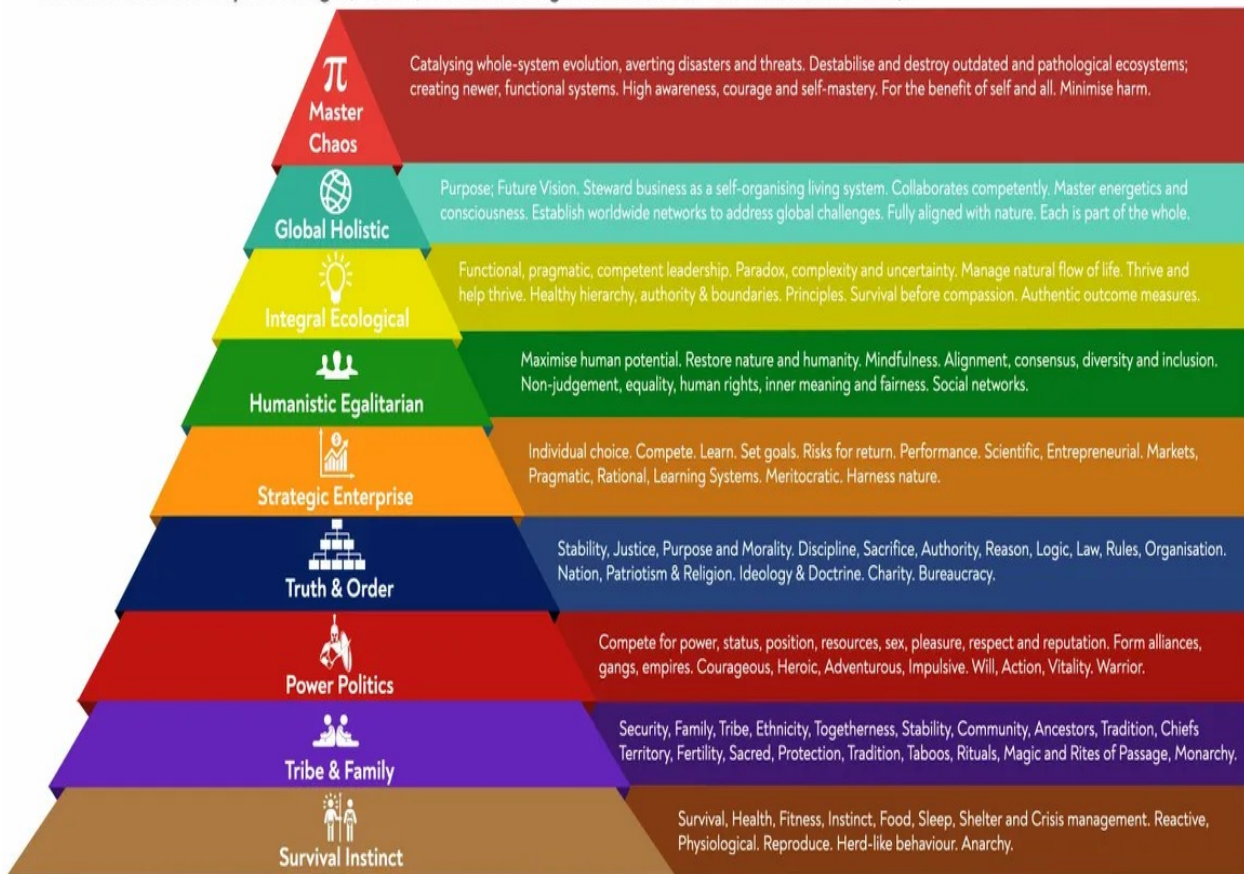 π
Master
Chaos
Catalysing whole-system evolution, averting disasters and threats. Destabilise and destroy outdated and pathological ecosystems;
creating newer, functional systems. High awareness, courage and self-mastery. For the benefit of self and all. Minimise harm.
Global Holistic
Purpose; Future Vision. Steward business as a self-organising living system. Collaborates competently. Master energetics and
consciousness. Establish worldwide networks to address global challenges. Fully aligned with nature. Each is part of the whole.
Integral Ecological
Functional, pragmatic, competent leadership. Paradox, complexity and uncertainty. Manage natural flow of life. Thrive and
help thrive. Healthy hierarchy, authority & boundaries. Principles. Survival before compassion. Authentic outcome measures.
Humanistic Egalitarian
Maximise human potential. Restore nature and humanity. Mindfulness. Alignment, consensus, diversity and inclusion.
Non-judgement, equality, human rights, inner meaning and fairness. Social networks.
$
Strategic Enterprise
Individual choice. Compete. Learn. Set goals. Risks for return. Performance. Scientific, Entrepreneurial. Markets,
Pragmatic, Rational, Learning Systems. Meritocratic. Harness nature.
Truth & Order
Stability, Justice, Purpose and Morality. Discipline, Sacrifice, Authority, Reason, Logic, Law, Rules, Organisation.
Nation, Patriotism & Religion. Ideology & Doctrine. Charity. Bureaucracy.
Power Politics
Compete for power, status, position, resources, sex, pleasure, respect and reputation. Form alliances,
gangs, empires. Courageous, Heroic, Adventurous, Impulsive. Will, Action, Vitality. Warrior.
Tribe & Family
Security, Family, Tribe, Ethnicity, Togetherness, Stability, Community, Ancestors, Tradition, Chiefs
Territory, Fertility, Sacred, Protection, Tradition, Taboos, Rituals, Magic and Rites of Passage, Monarchy.
Survival Instinct
Survival, Health, Fitness, Instinct, Food, Sleep, Shelter and Crisis management. Reactive,
Physiological. Reproduce. Herd-like behaviour. Anarchy.